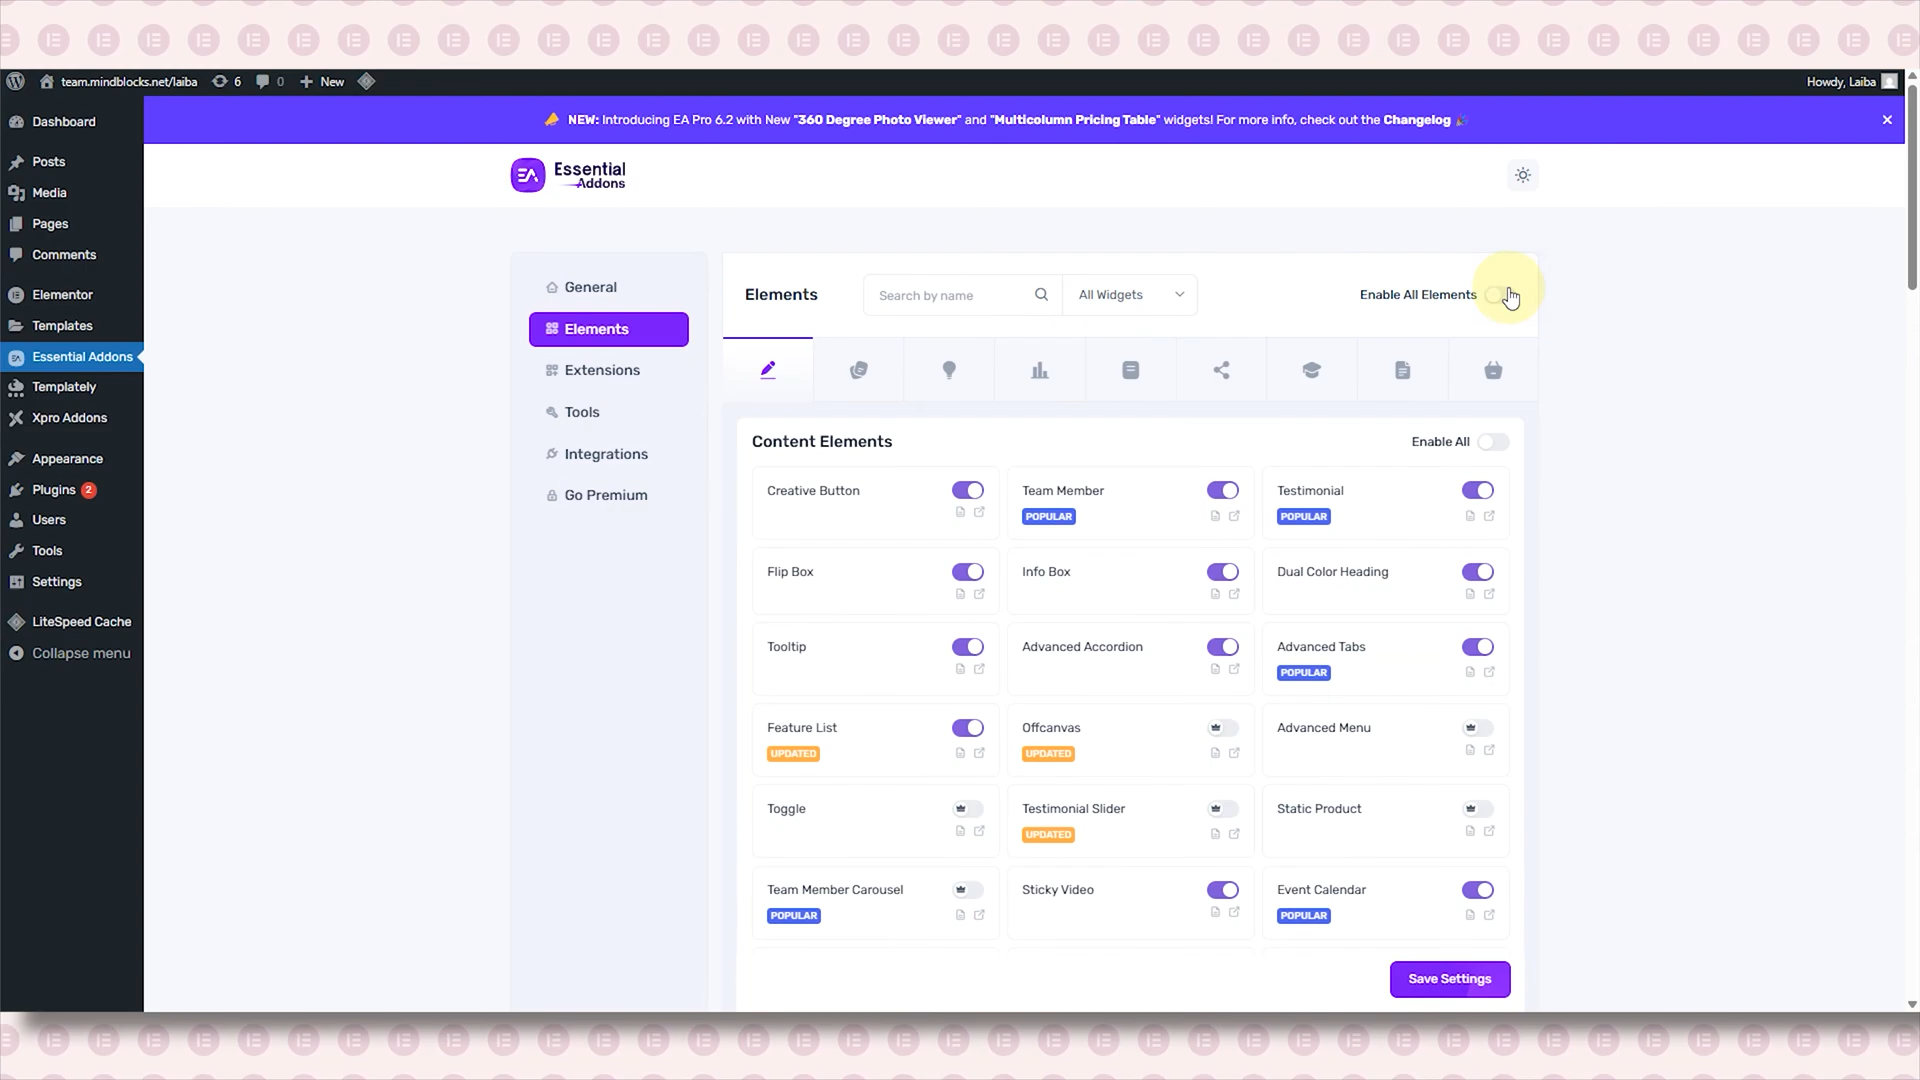 team.mindblocks.net/laiba
6
0
New
Howdy, Laiba
Dashboard
Posts
Media
Pages
Comments
Elementor
Templates
Essential Addons
Templately
Xpro Addons
Appearance
Plugins 2
Users
Tools
Settings
LiteSpeed Cache
Collapse menu
NEW: Introducing EA Pro 6.2 with New "360 Degree Photo Viewer" and "Multicolumn Pricing Table" widgets! For more info, check out the Changelog
EA Essential
Addons
General
Elements
Extensions
Tools
Integrations
Go Premium
Elements
Search by name
All Widgets
Enable All Elements
Content Elements
Enable All
Creative Button
Team Member
POPULAR
Testimonial
POPULAR
Flip Box
Info Box
Dual Color Heading
Tooltip
Advanced Accordion
Advanced Tabs
POPULAR
Feature List
UPDATED
Offcanvas
UPDATED
Advanced Menu
Toggle
Testimonial Slider
UPDATED
Static Product
Team Member Carousel
POPULAR
Sticky Video
Event Calendar
POPULAR
Save Settings